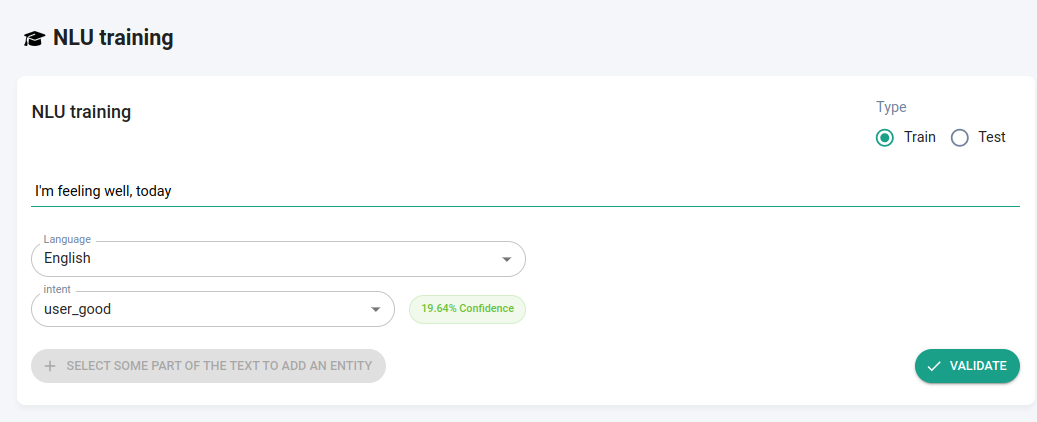 NLU training
NLU training
Type
Train
Test
I'm feeling well, today
Language
English
intent
user_good
19.64% Confidence
+ SELECT SOME PART OF THE TEXT TO ADD AN ENTITY
VALIDATE